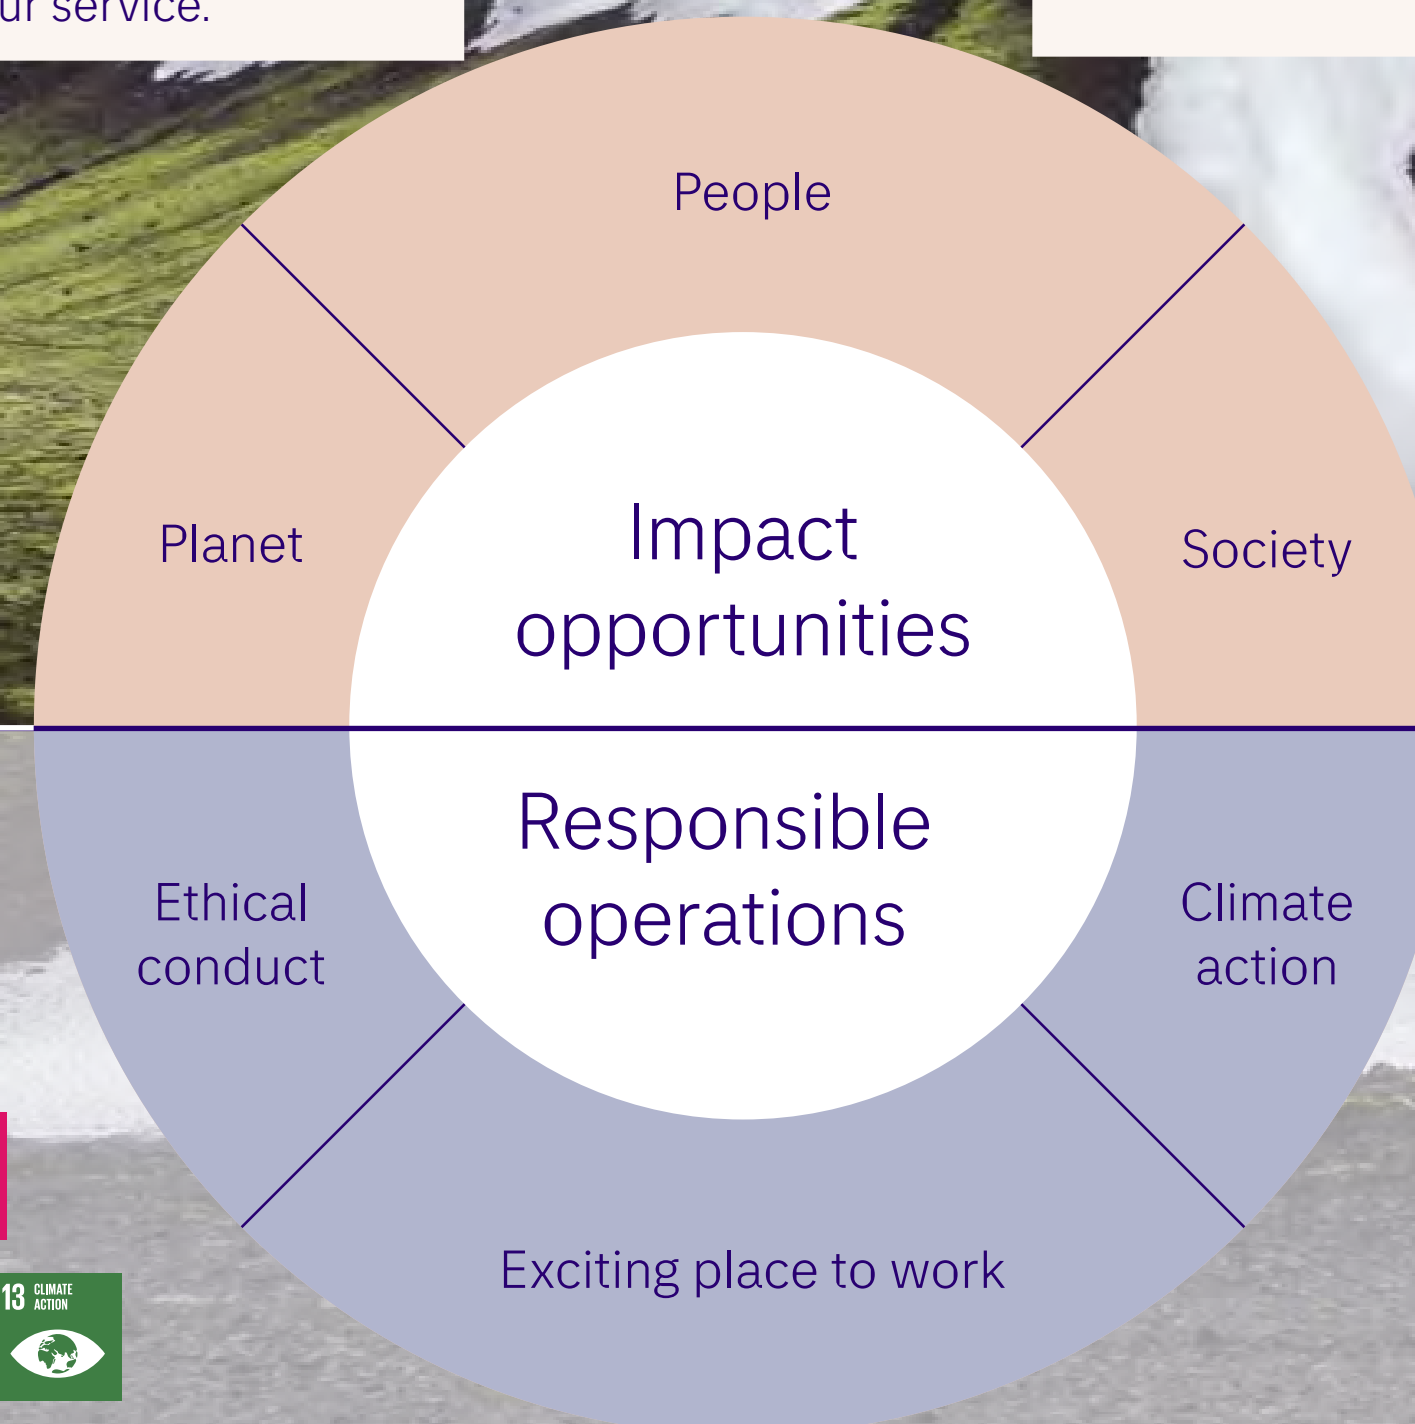 ur service.
People
Planet
Impact
opportunities
Society
Responsible
operations
Ethical
conduct
Climate
action
Exciting place to work
13 CLIMATE
ACTION